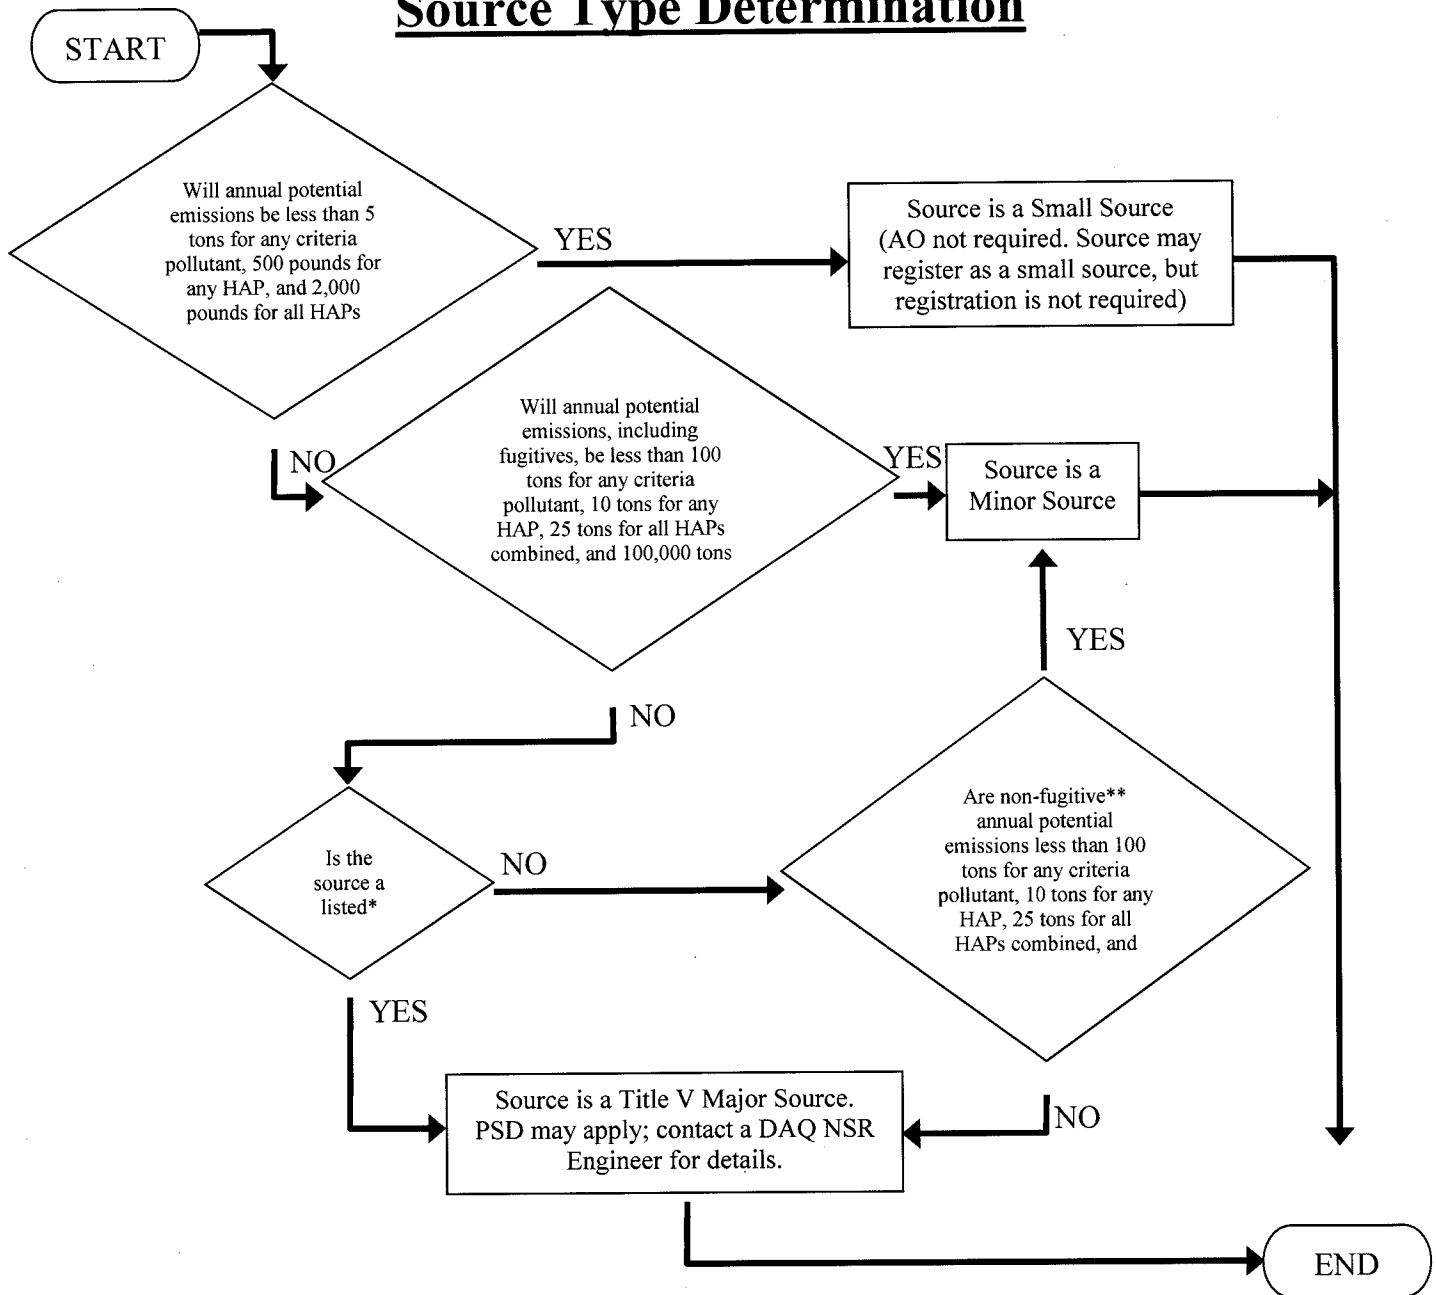 Source Type Determination
START
Will annual potential
emissions be less than 5
tons for any criteria
pollutant, 500 pounds for
any HAP, and 2,000
pounds for all HAPs
YES
Source is a Small Source
(AO not required. Source may
register as a small source, but
registration is not required)
NO
Will annual potential
emissions, including
fugitives, be less than 100
tons for any criteria
pollutant, 10 tons for any
HAP, 25 tons for all HAPs
combined, and 100,000 tons
YES
Source is a
Minor Source
YES
NO
Is the
source a
listed*
NO
Are non-fugitive**
annual potential
emissions less than 100
tons for any criteria
pollutant, 10 tons for any
HAP, 25 tons for all
HAPs combined, and
YES
Source is a Title V Major Source.
PSD may apply; contact a DAQ NSR
Engineer for details.
NO
END